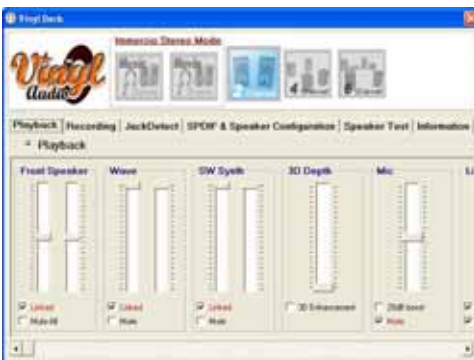 Vinyl Deck
Immersio Stereo Mode
Vinyl
Audio
2
4
6
Playback Recording JackDetect SPDIF & Speaker Configuration Speaker Test Information
Playback
Front Speaker Wave SW Synth 3D Depth Mic
Linked Linked Linked 3D Enhancement 20dB boost
Mute All Mute Mute Mute